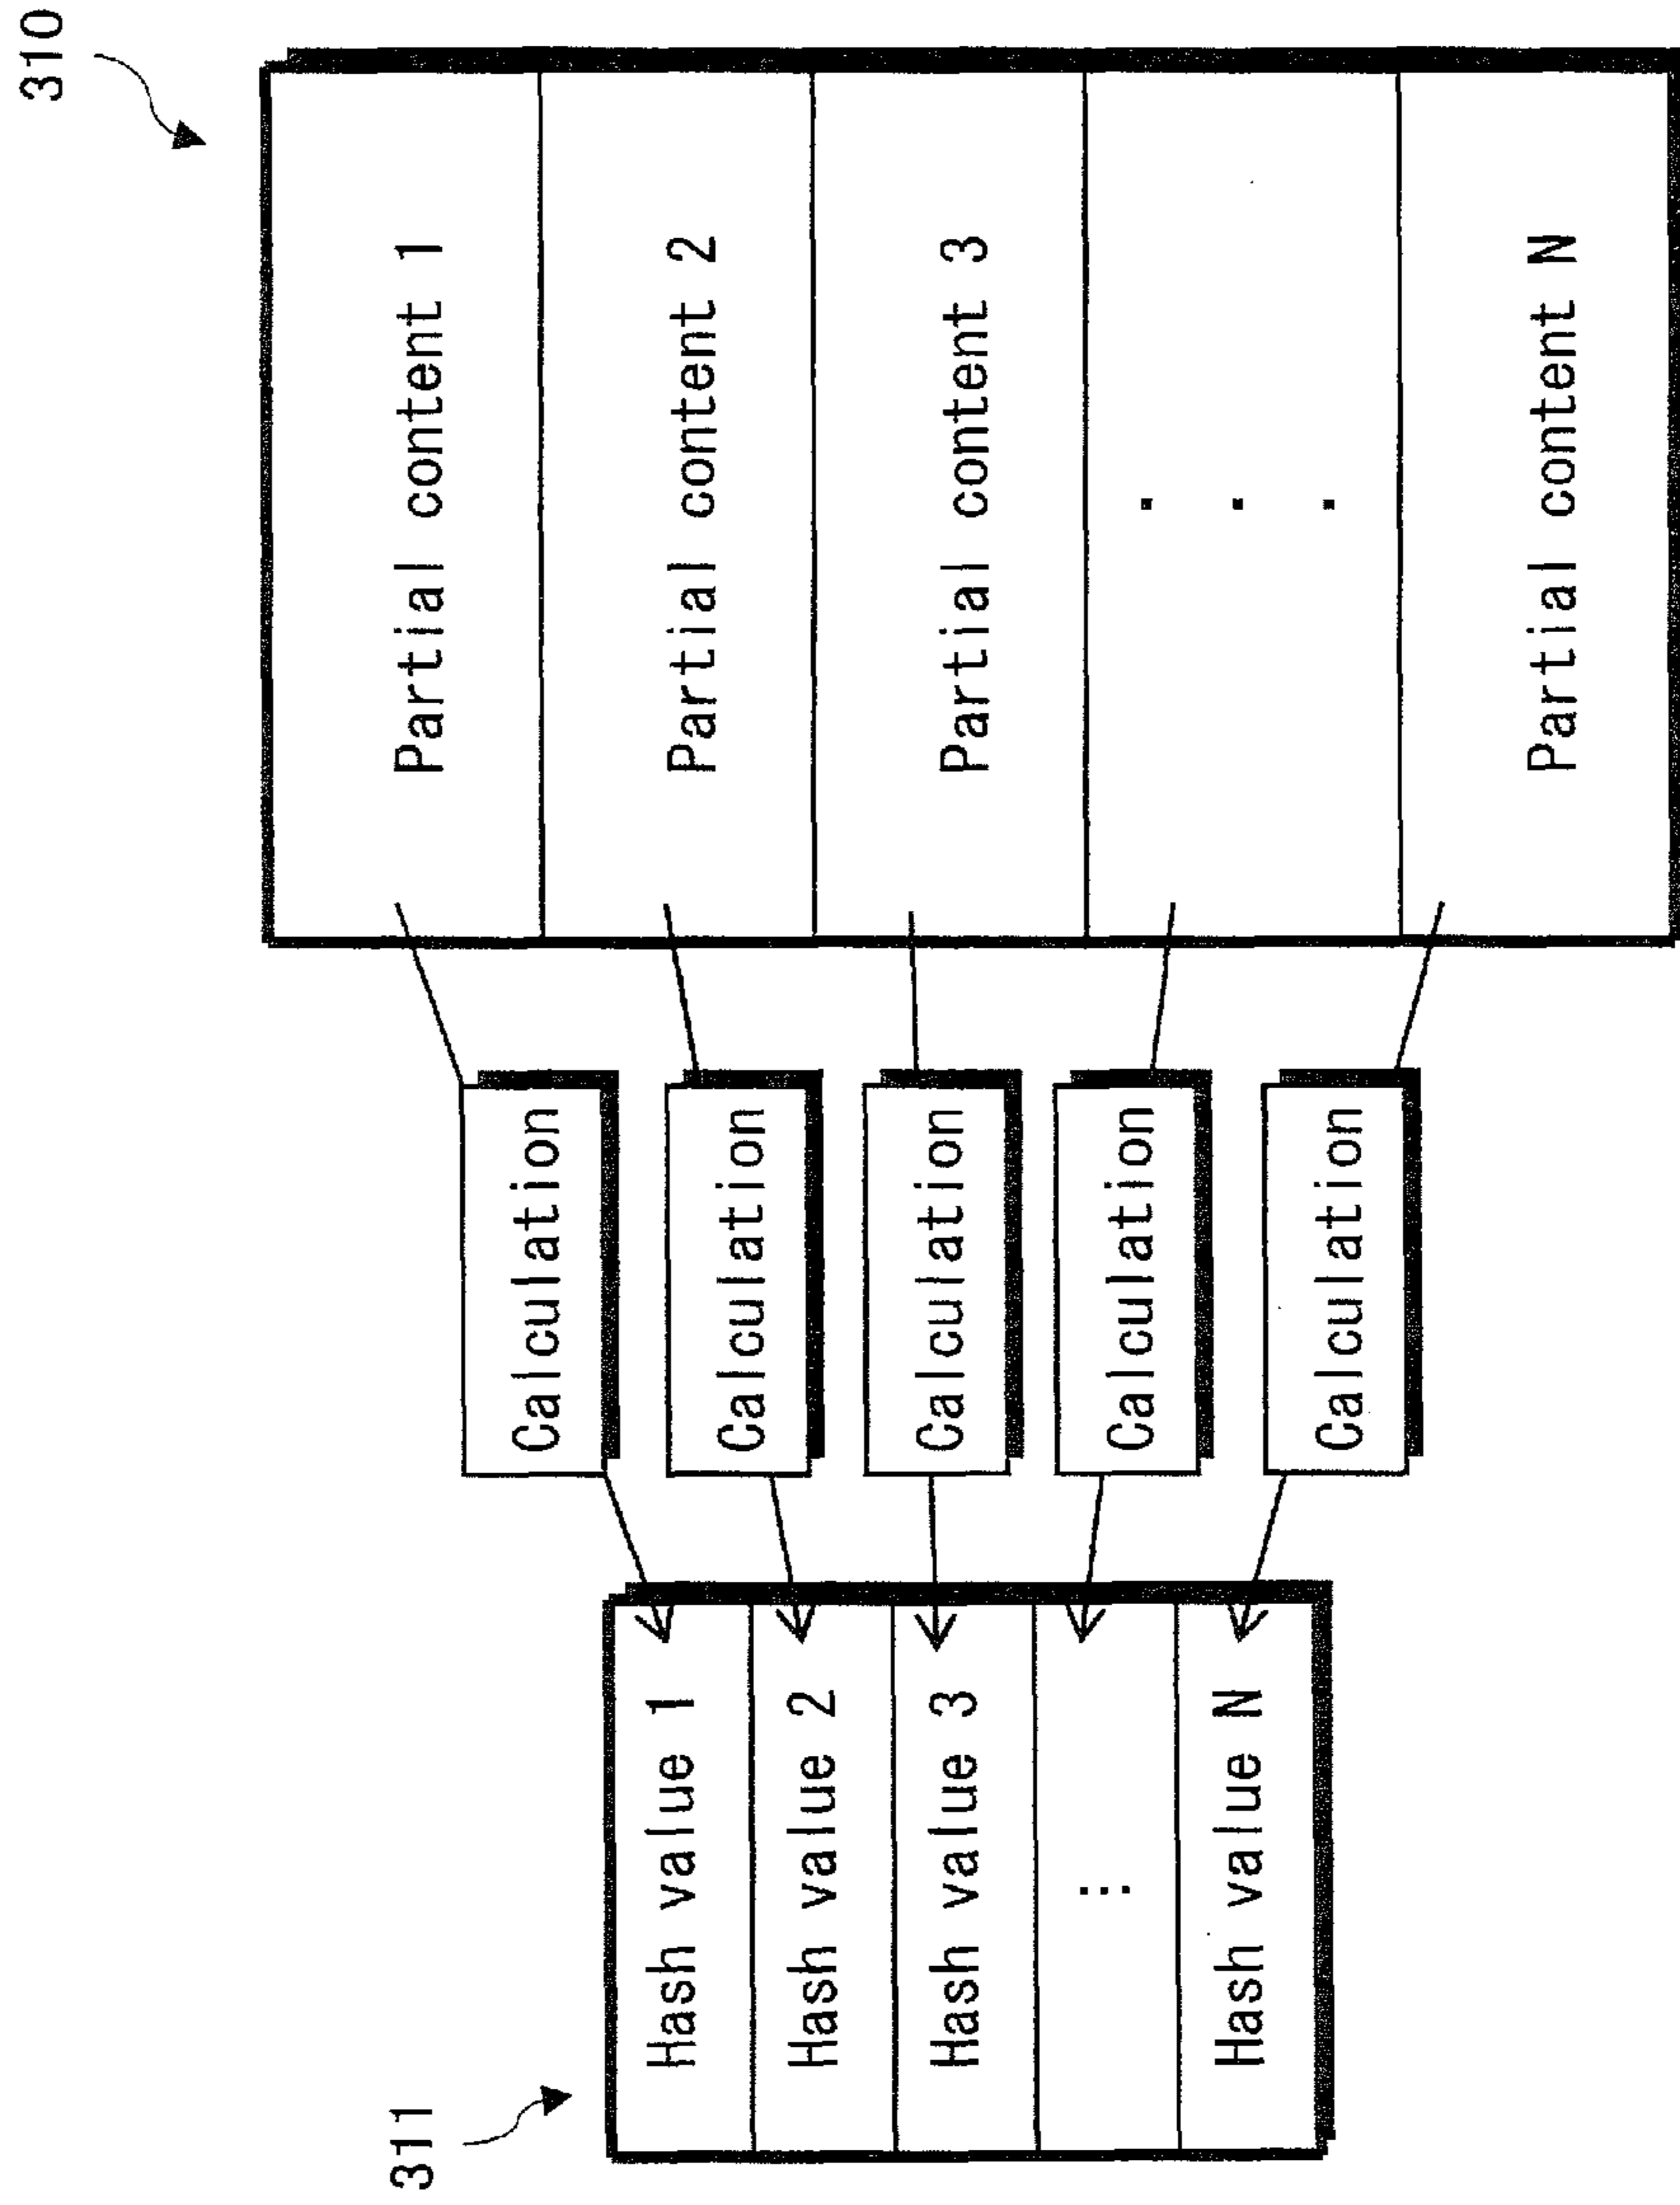 310
Partial content 1
Partial content 2
Partial content 3
. . .
Partial content N
Calculation
Calculation
Calculation
Calculation
Calculation
311
Hash value 1
Hash value 2
Hash value 3
...
Hash value N